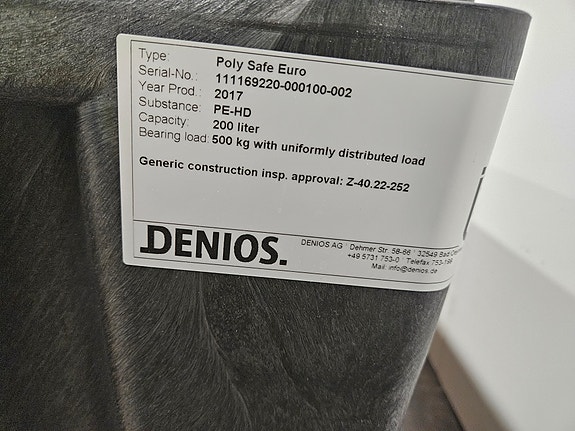 Type: Poly Safe Euro
Serial-No.: 111169220-000100-002
Year Prod.: 2017
Substance: PE-HD
Capacity: 200 liter
Bearing load: 500 kg with uniformly distributed load
Generic construction insp. approval: Z-40.22-252
DENIOS.
DENIOS AG Dehmer Str. 58-66 32549 Bad
+49 5731 753-0 Telefax 753-
Mail: info@denios.de